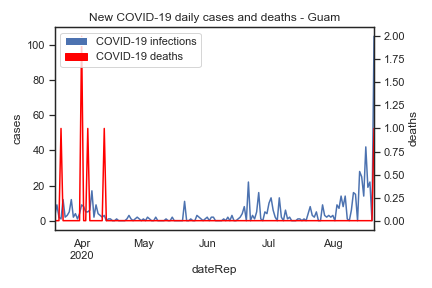 New COVID-19 daily cases and deaths - Guam
COVID-19 infections
COVID-19 deaths
100
80
60
40
20
0
cases
2.00
1.75
1.50
1.25
1.00
0.75
0.50
0.25
0.00
deaths
Apr May Jun Jul Aug
2020
dateRep